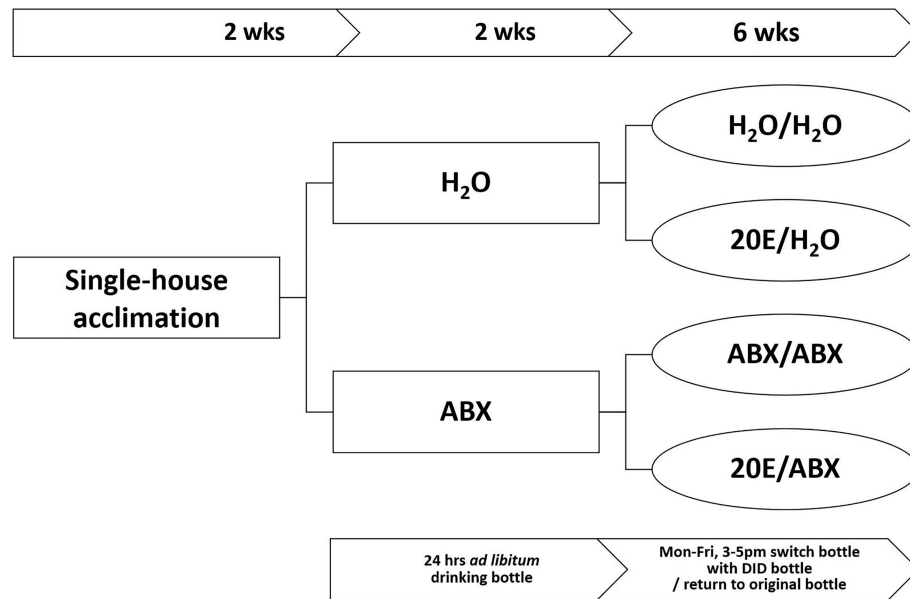 2 wks
2 wks
6 wks
H₂O/H₂O
H₂O
20E/H₂O
Single-house
acclimation
ABX/ABX
ABX
20E/ABX
24 hrs ad libitum
drinking bottle
Mon-Fri, 3-5pm switch bottle
with DID bottle
/ return to original bottle